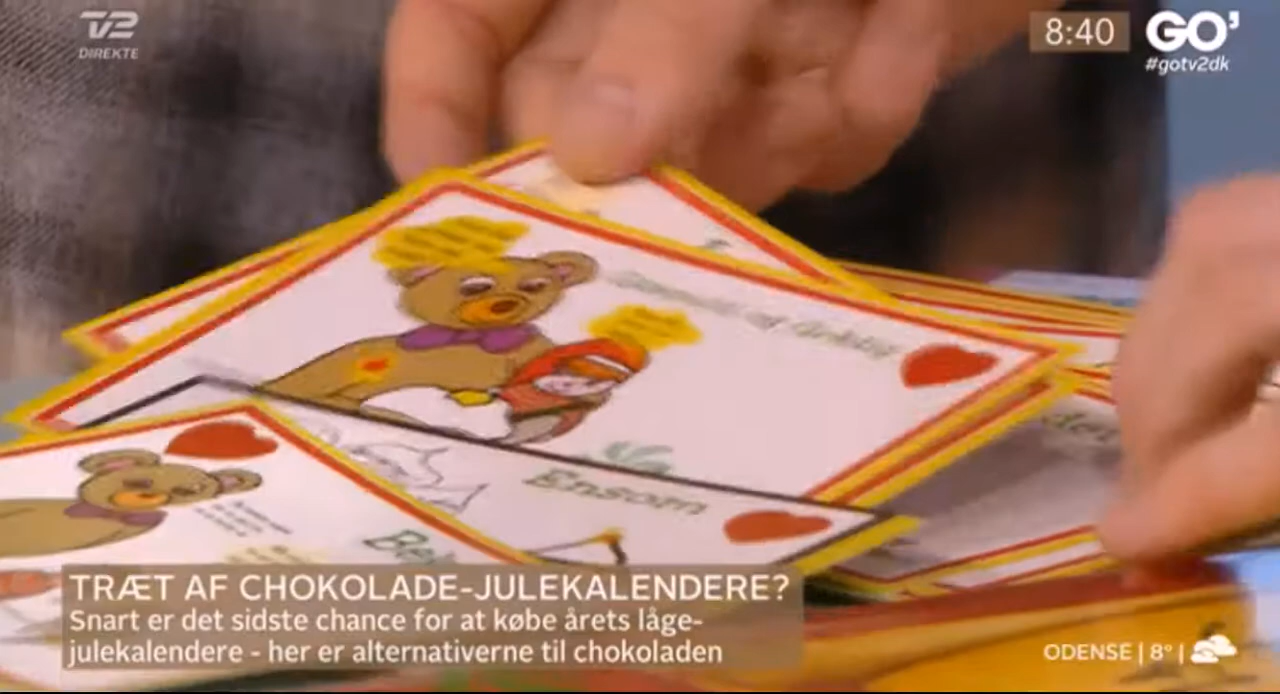 TV2
DIREKTE
8:40
GO'
#gotv2dk
og
Ensom
TRÆT AF CHOKOLADE-JULEKALENDERE?
Snart er det sidste chance for at købe årets låge-
julekalendere - her er alternativerne til chokoladen
ODENSE | 8° |